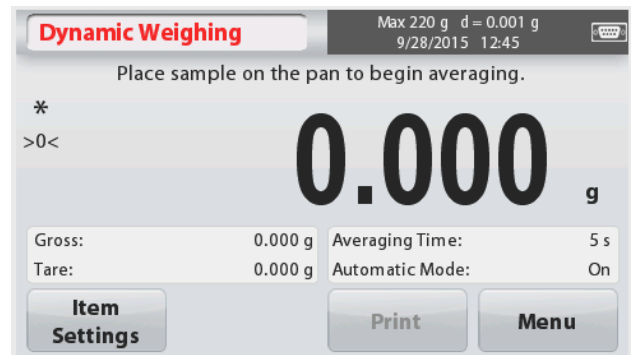 Dynamic Weighing
Max 220 g d = 0.001 g
9/28/2015 12:45
Place sample on the pan to begin averaging.
*
>0<
0.000 g
Gross: 0.000 g
Tare: 0.000 g
Averaging Time: 5 s
Automatic Mode: On
Item
Settings
Print
Menu